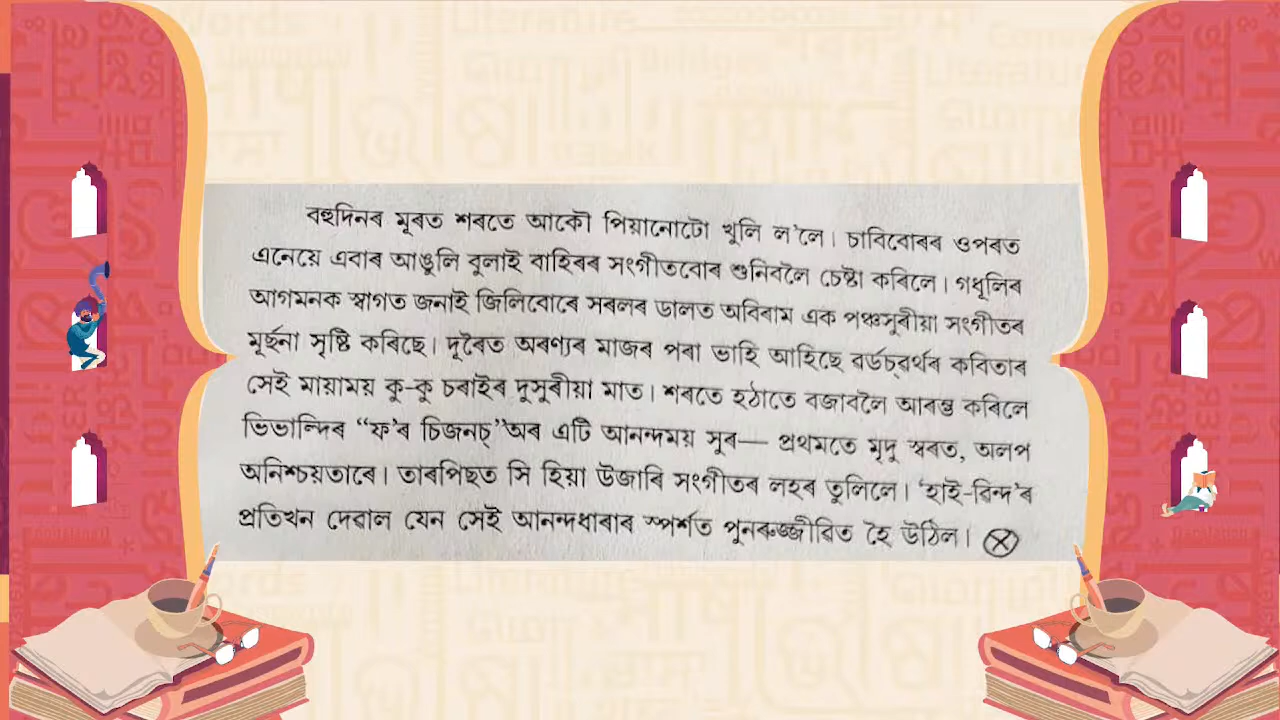 বহুদিনৰ মূৰত শৰতে আকৌ পিয়ানোটো খুলি ল'লে। চাবিবোৰৰ ওপৰত
এনেয়ে এবাৰ আঙুলি বুলাই বাহিৰৰ সংগীতবোৰ শুনিবলৈ চেষ্টা কৰিলে। গধূলিৰ
আগমনক স্বাগত জনাই জিলিবোৰে সৰলৰ ডালত অবিৰাম এক পঞ্চসুৰীয়া সংগীতৰ
মূৰ্ছনা সৃষ্টি কৰিছে। দূৰৈত অৰণ্যৰ মাজৰ পৰা ভাহি আহিছে ৱৰ্ডচ্‌ৱৰ্থৰ কবিতাৰ
সেই মায়াময় কু-কু চৰাইৰ দুসুৰীয়া মাত। শৰতে হঠাতে বজাবলৈ আৰম্ভ কৰিলে
ভিভাল্দিৰ “ফ'ৰ চিজনচ্”অৰ এটি আনন্দময় সুৰ— প্ৰথমতে মৃদু স্বৰত, অলপ
অনিশ্চয়তাৰে। তাৰপিছত সি হিয়া উজাৰি সংগীতৰ লহৰ তুলিলে। ‘হাই-ৱিন্দ’ৰ
প্ৰতিখন দেৱাল যেন সেই আনন্দধাৰাৰ স্পৰ্শত পুনৰুজ্জীৱিত হৈ উঠিল।